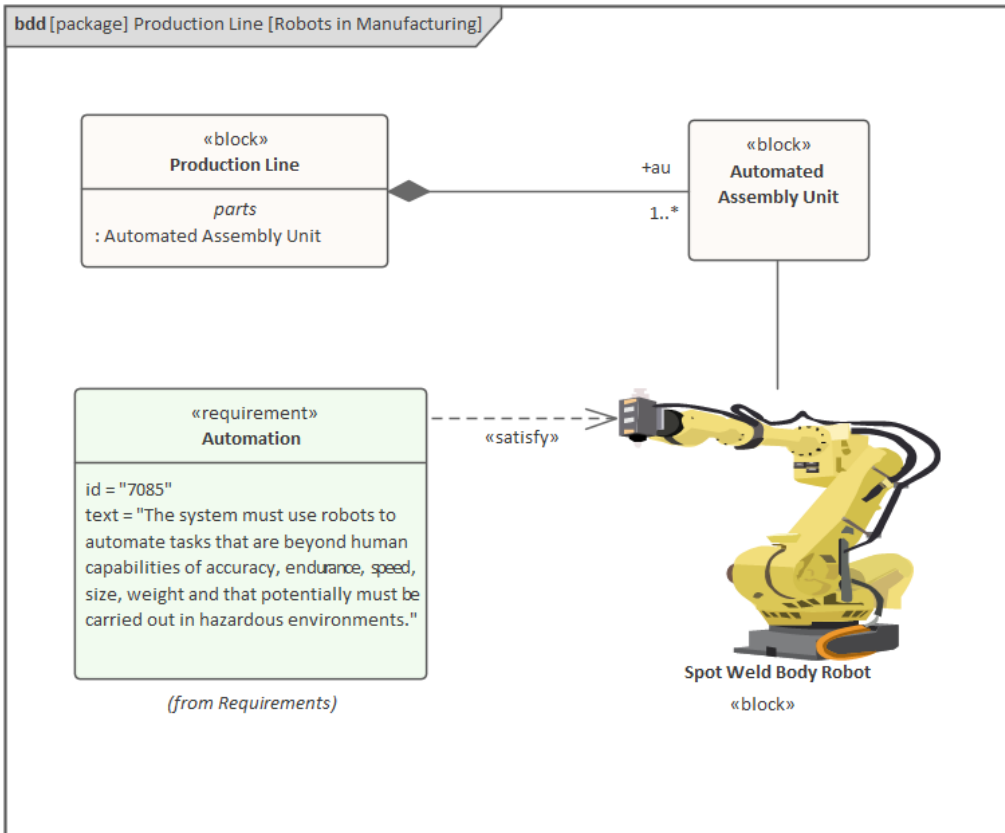 bdd [package] Production Line [Robots in Manufacturing]
«block»
Production Line
parts
: Automated Assembly Unit
+au
1..*
«block»
Automated
Assembly Unit
«requirement»
Automation
id = "7085"
text = "The system must use robots to
automate tasks that are beyond human
capabilities of accuracy, endurance, speed,
size, weight and that potentially must be
carried out in hazardous environments."
(from Requirements)
«satisfy»
Spot Weld Body Robot
«block»